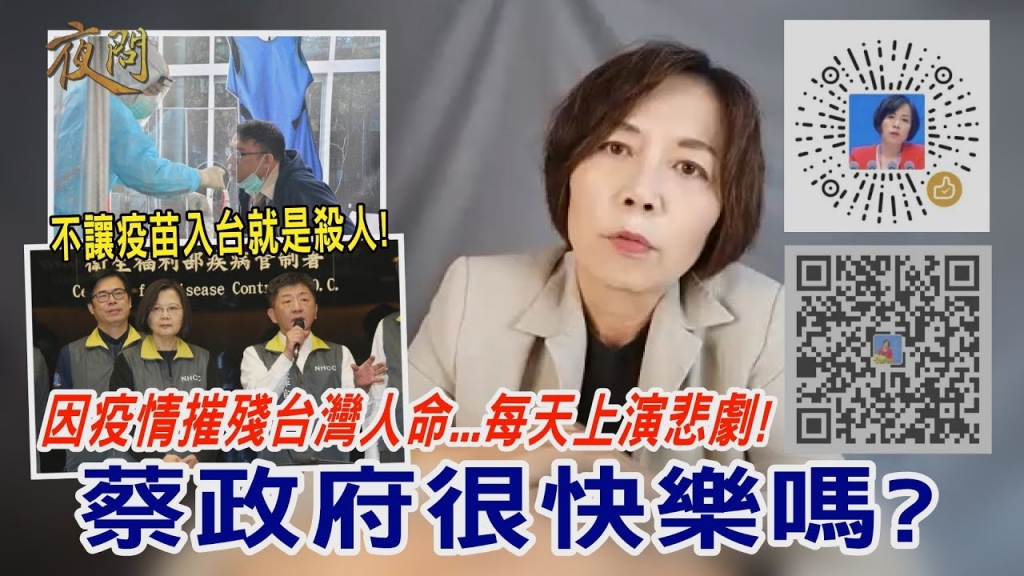 夜問
不讓疫苗入台就是殺人!
衛生福利部疾病管制署
NHCC
NHCC
因疫情摧殘台灣人命...每天上演悲劇!
蔡政府很快樂嗎?